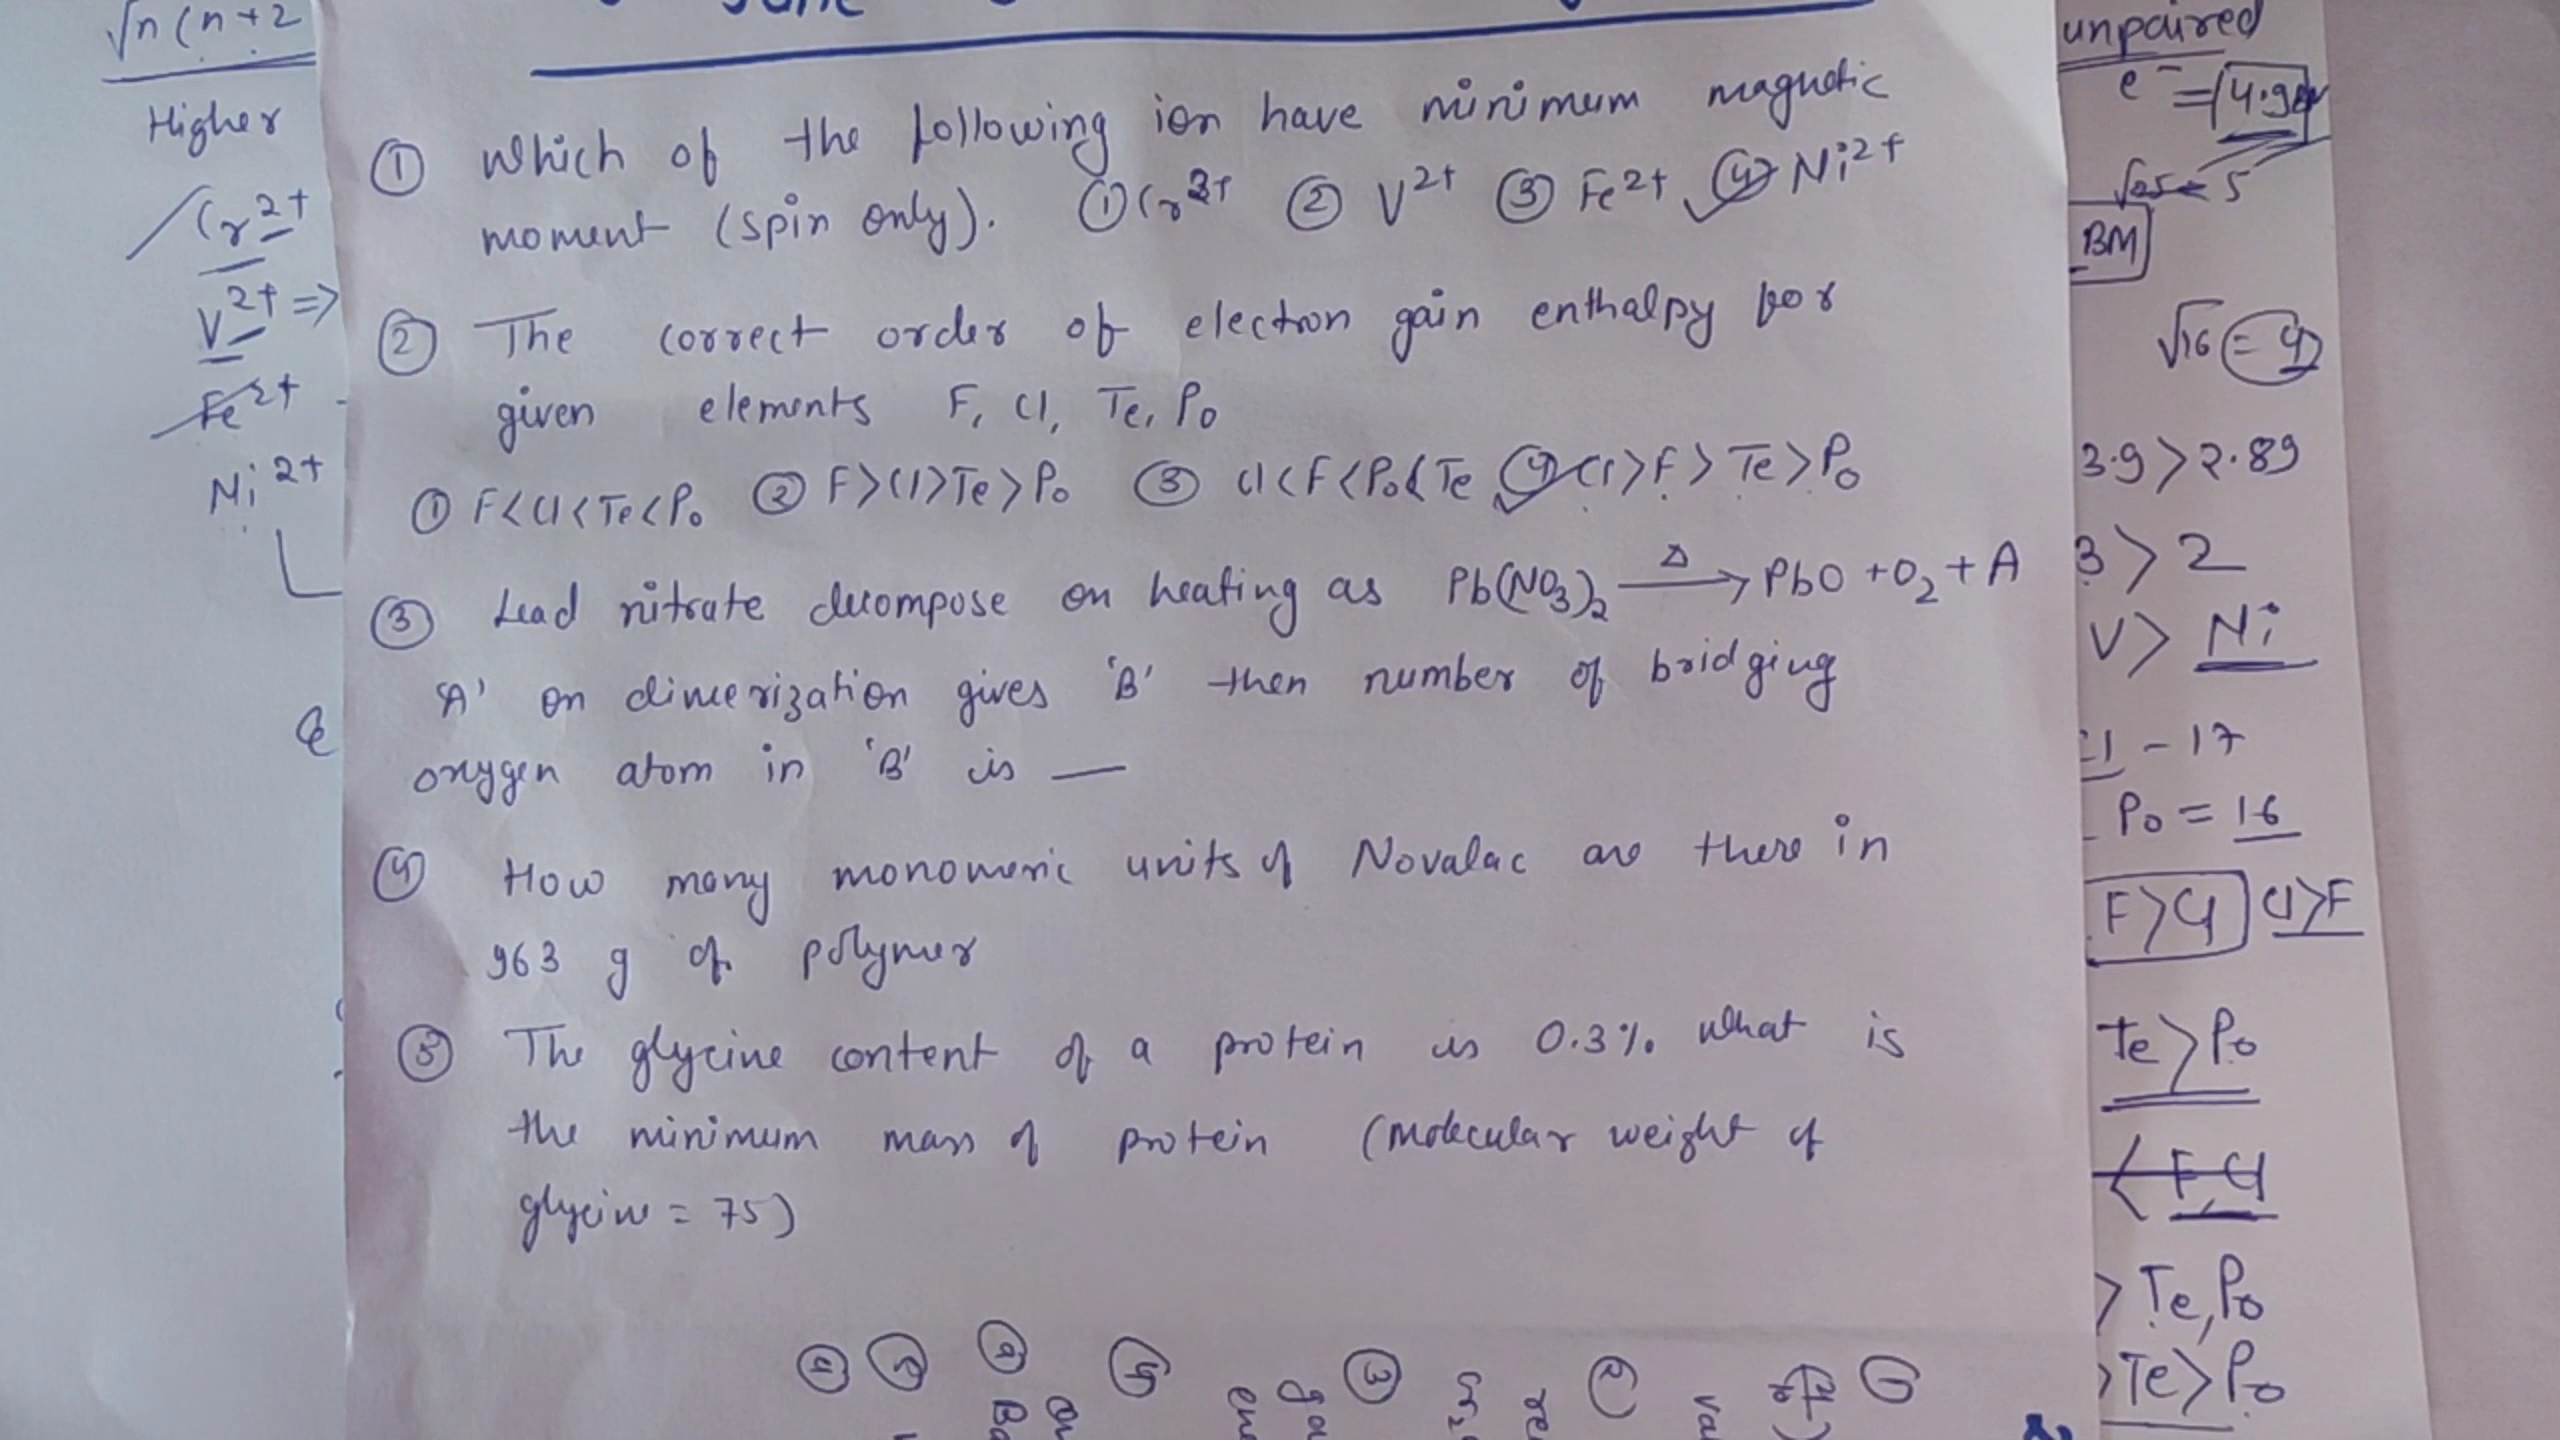 √n(n+2
Higher
Cr2+
V2+ =>
Fe2+
Ni2+
June
① Which of the following ion have minimum magnetic
moment (spin only). ① Cr2+ ② V2+ ③ Fe2+ ④ Ni2+
② The correct order of electron gain enthalpy for
given elements F, Cl, Te, Po
① F<Cl<Te<Po ② F>Cl>Te>Po ③ Cl<F<Po<Te ④ Cl>F>Te>Po
③ Lead nitrate decompose on heating as Pb(NO3)2 —Δ→ PbO + O2 + A
'A' on dimerization gives 'B' then number of bridging
oxygen atom in 'B' is —
④ How many monomeric units of Novalac are there in
963 g of polymer
⑤ The glycine content of a protein is 0.3% what is
the minimum mass of protein (molecular weight of
glycine = 75)
unpaired
e- = 4.9
√25 < 5
BM
√16 = 4
3.9 > 2.89
3 > 2
V > Ni
Cl - 17
Po = 16
F>Cl Cl>F
Te>Po
< F Cl
> Te, Po
>Te>Po